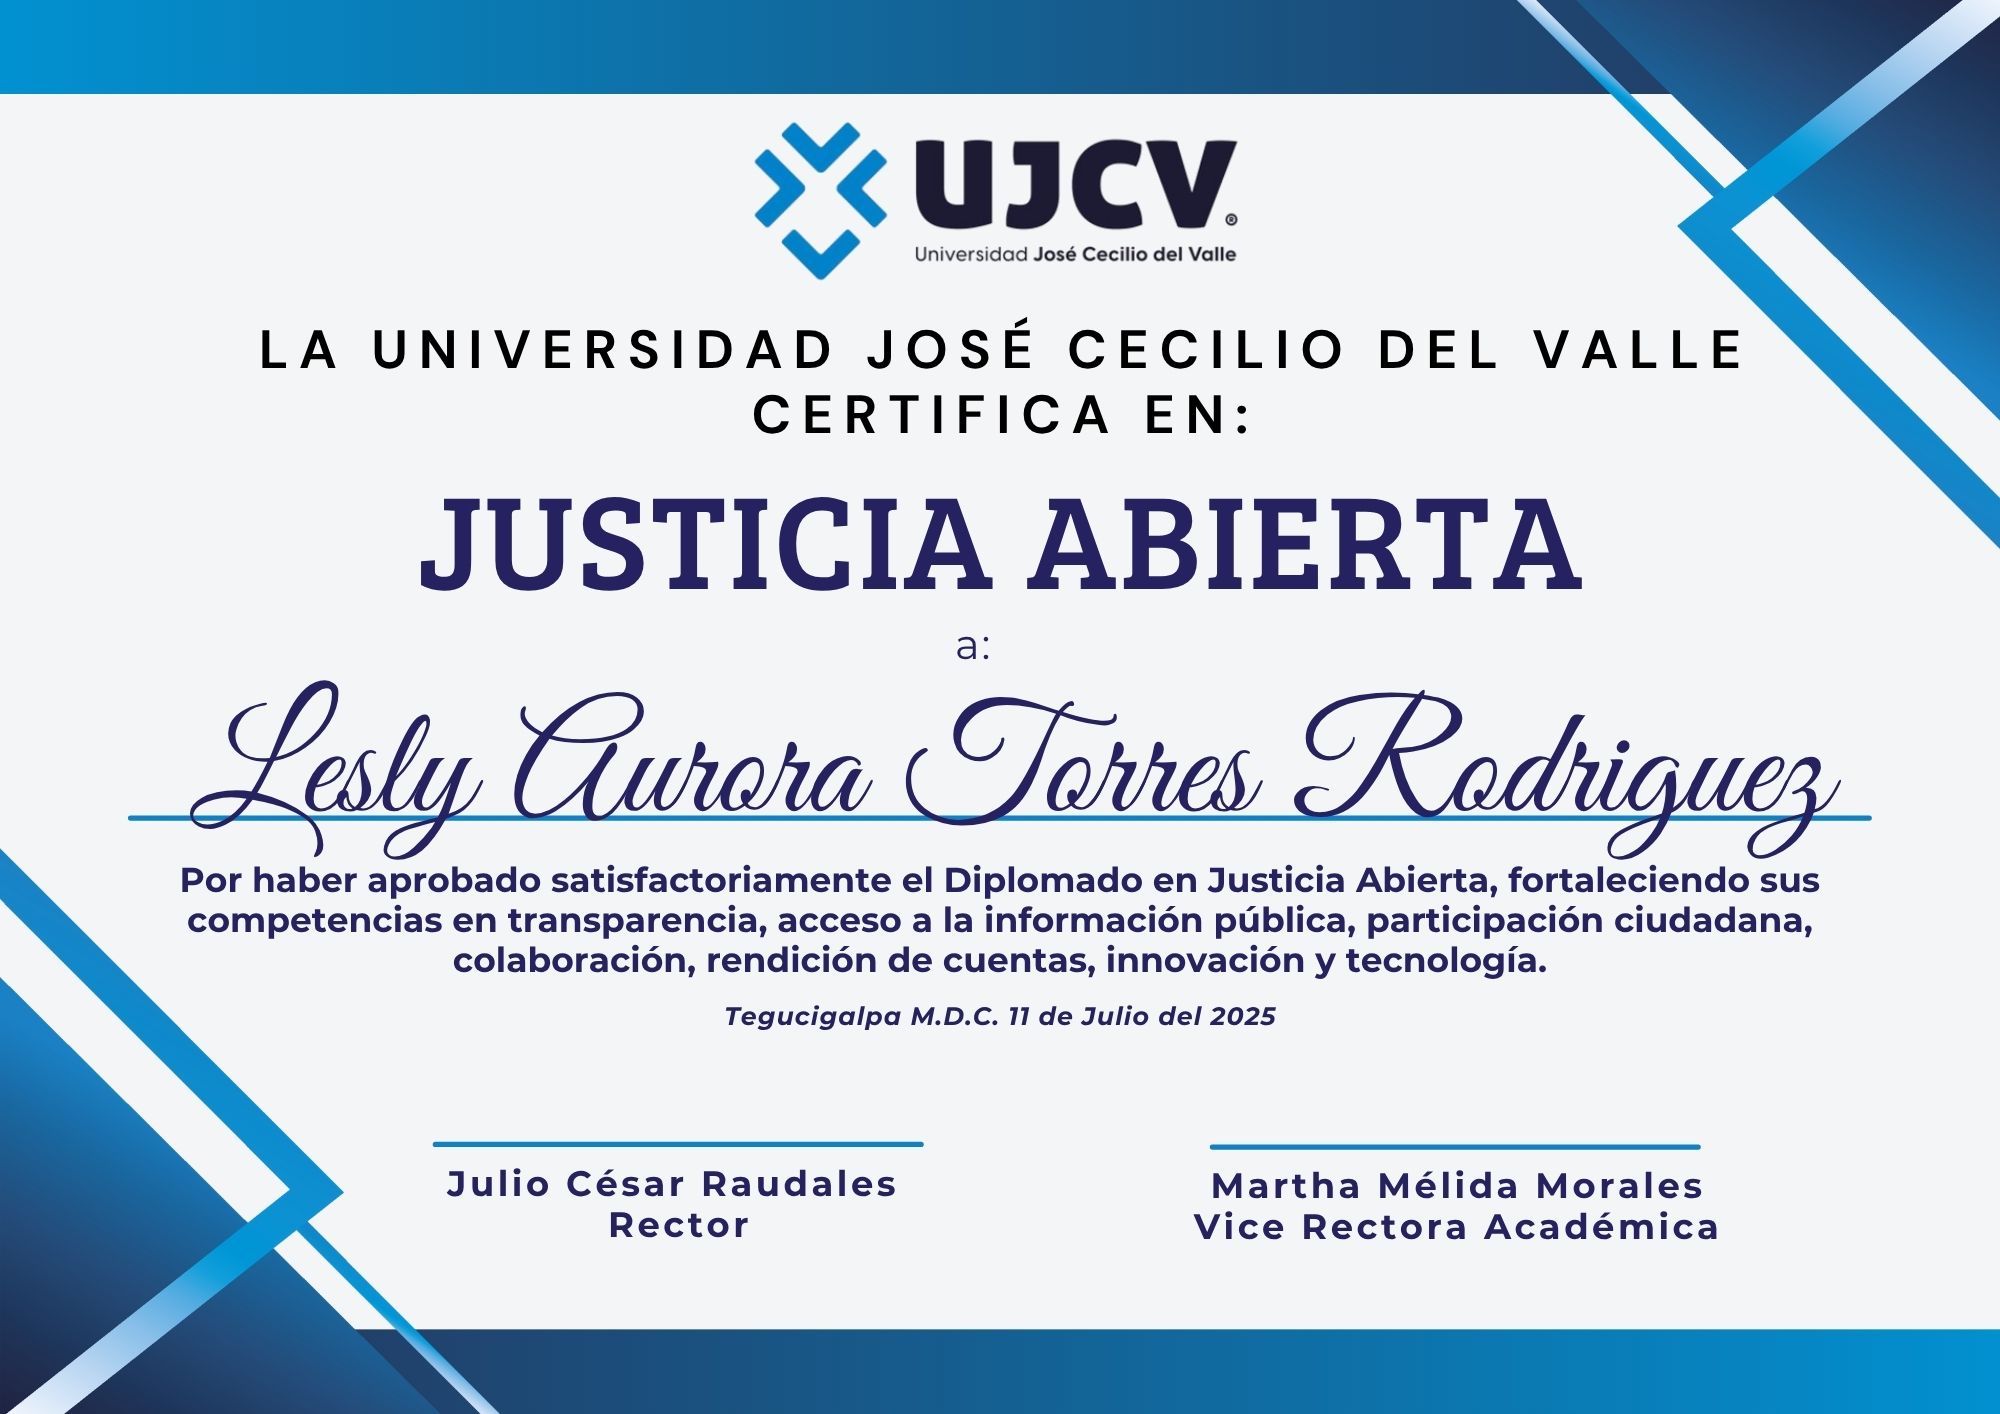 UJCV®
Universidad José Cecilio del Valle
LA UNIVERSIDAD JOSÉ CECILIO DEL VALLE
CERTIFICA EN:
JUSTICIA ABIERTA
a:
Lesly Aurora Torres Rodriguez
Por haber aprobado satisfactoriamente el Diplomado en Justicia Abierta, fortaleciendo sus
competencias en transparencia, acceso a la información pública, participación ciudadana,
colaboración, rendición de cuentas, innovación y tecnología.
Tegucigalpa M.D.C. 11 de Julio del 2025
Julio César Raudales
Rector
Martha Mélida Morales
Vice Rectora Académica